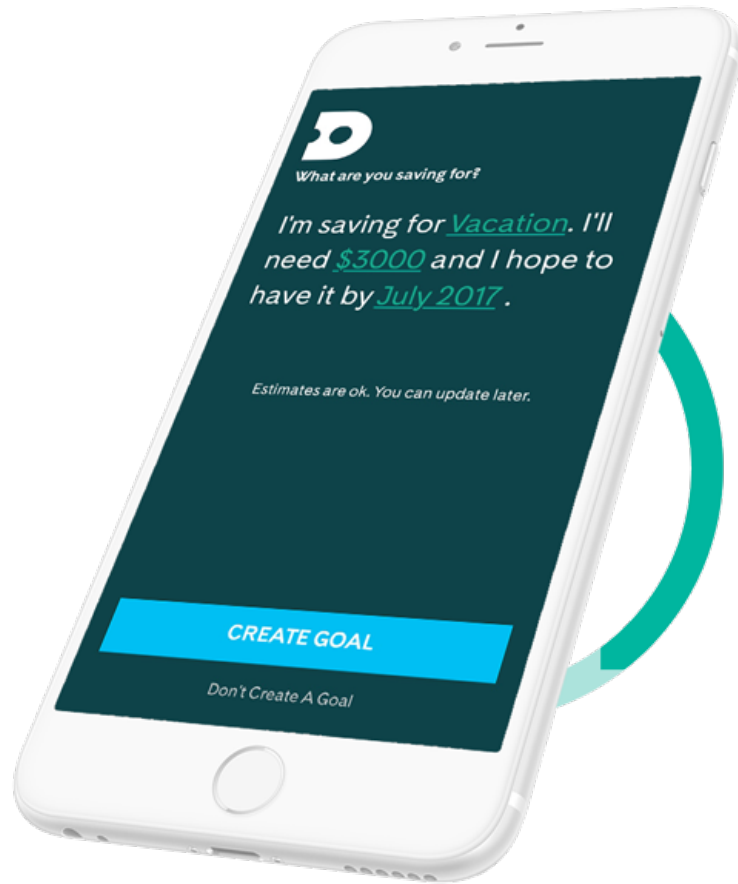 What are you saving for?
I'm saving for Vacation. I'll
need $3000 and I hope to
have it by July 2017 .
Estimates are ok. You can update later.
CREATE GOAL
Don't Create A Goal